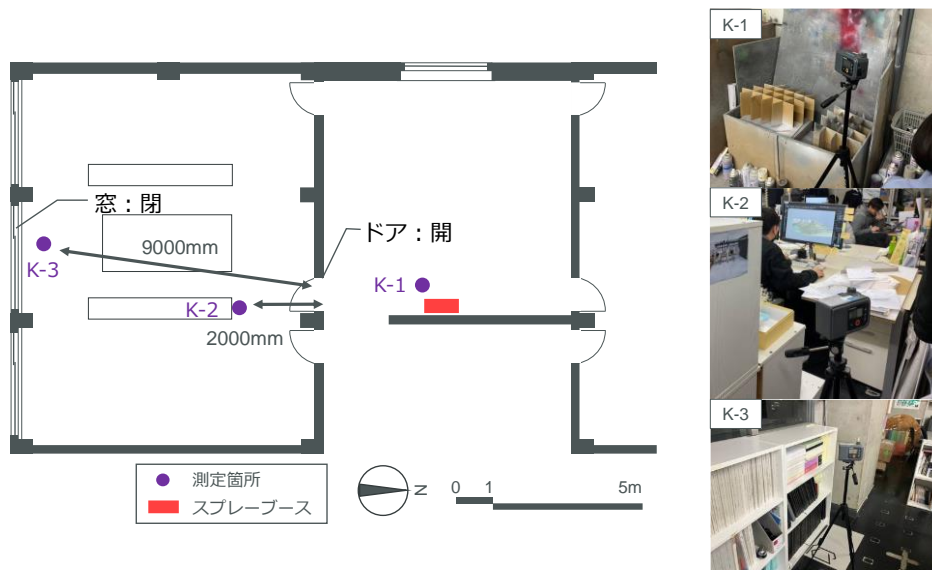 窓:閉
ドア:開
9000mm
K-3
K-1
K-2
2000mm
測定箇所
スプレーブース
N
0 1 5m
K-1
K-2
K-3